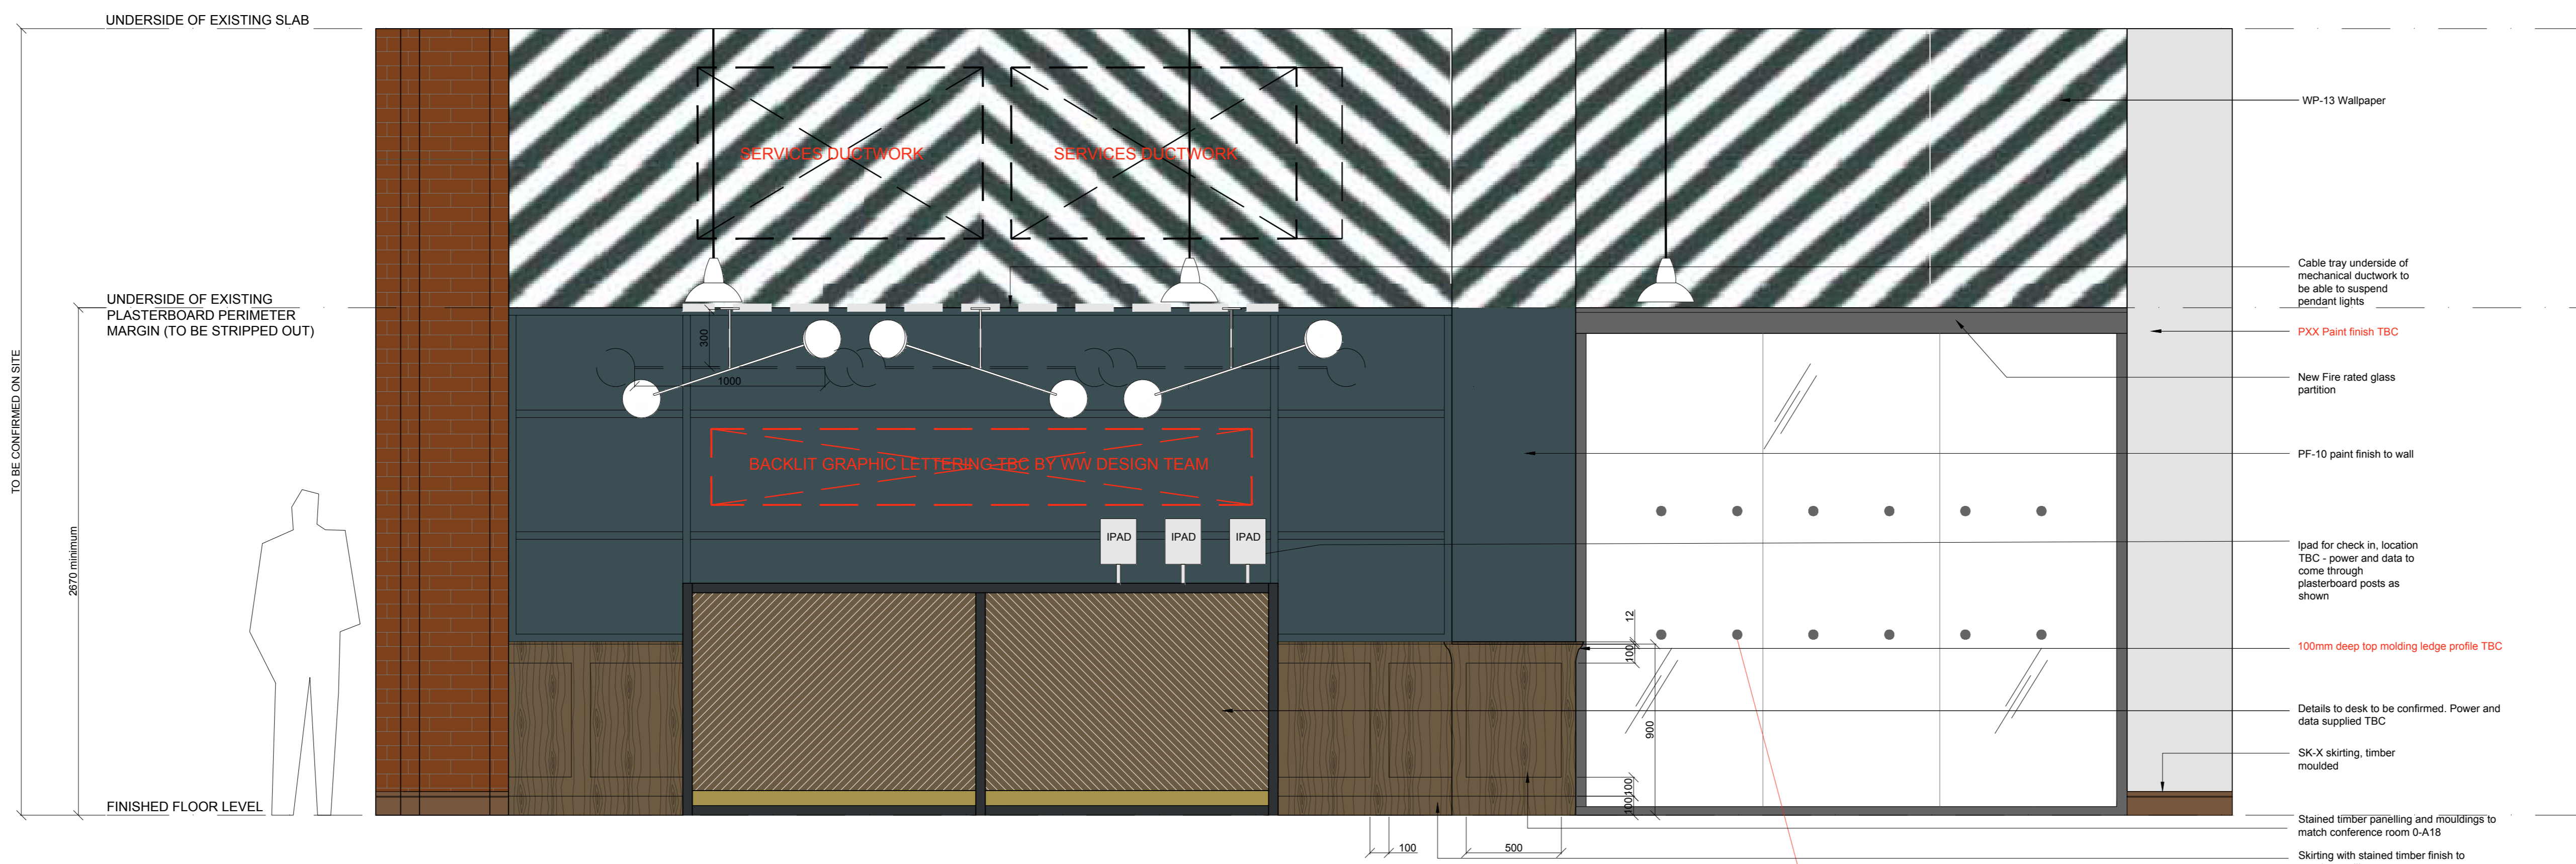 UNDERSIDE OF EXISTING SLAB
TO BE CONFIRMED ON SITE
UNDERSIDE OF EXISTING
PLASTERBOARD PERIMETER
MARGIN (TO BE STRIPPED OUT)
2670 minimum
FINISHED FLOOR LEVEL
SERVICES DUCTWORK
SERVICES DUCTWORK
300
1000
BACKLIT GRAPHIC LETTERING TBC BY WW DESIGN TEAM
IPAD
IPAD
IPAD
12
100
900
100
100
100
500
WP-13 Wallpaper
Cable tray underside of
mechanical ductwork to
be able to suspend
pendant lights
PXX Paint finish TBC
New Fire rated glass
partition
PF-10 paint finish to wall
Ipad for check in, location
TBC - power and data to
come through
plasterboard posts as
shown
100mm deep top molding ledge profile TBC
Details to desk to be confirmed. Power and
data supplied TBC
SK-X skirting, timber
moulded
Stained timber panelling and mouldings to
match conference room 0-A18
Skirting with stained timber finish to